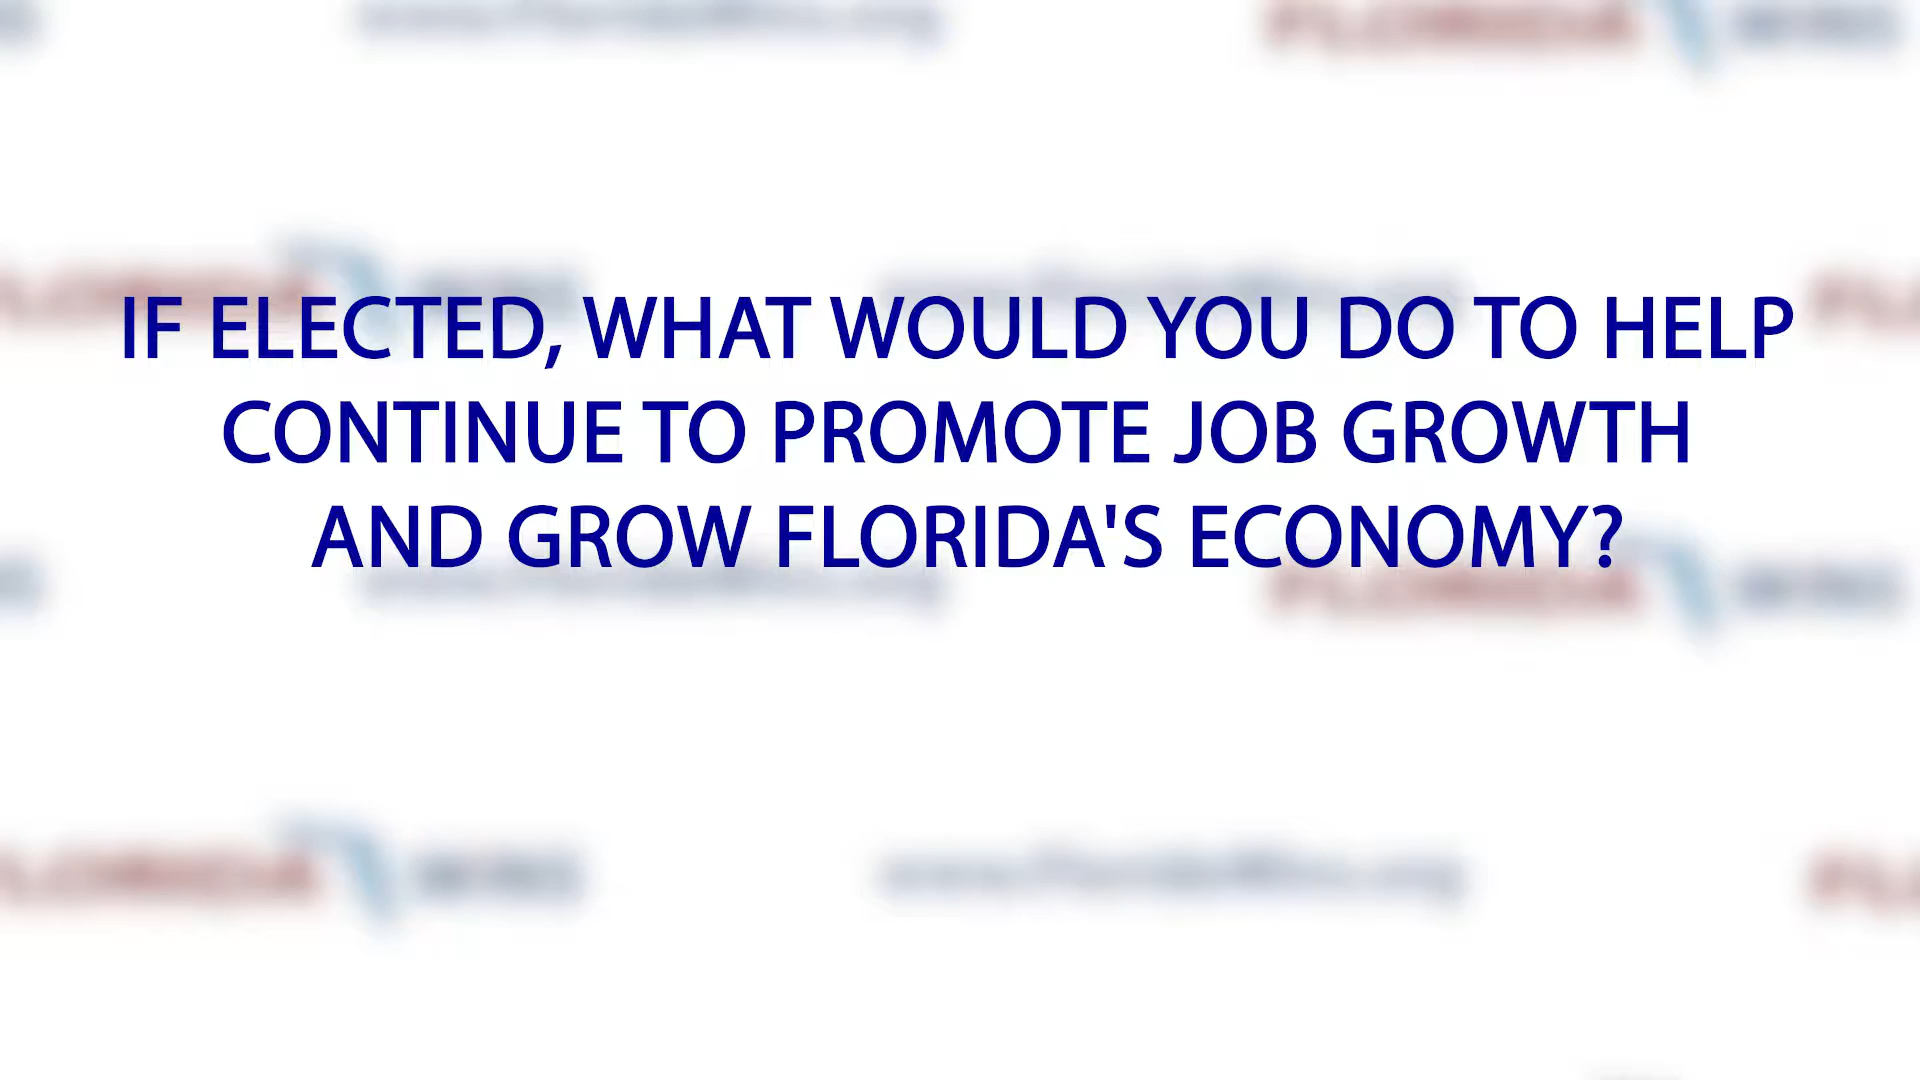 IF ELECTED, WHAT WOULD YOU DO TO HELP
CONTINUE TO PROMOTE JOB GROWTH
AND GROW FLORIDA'S ECONOMY?